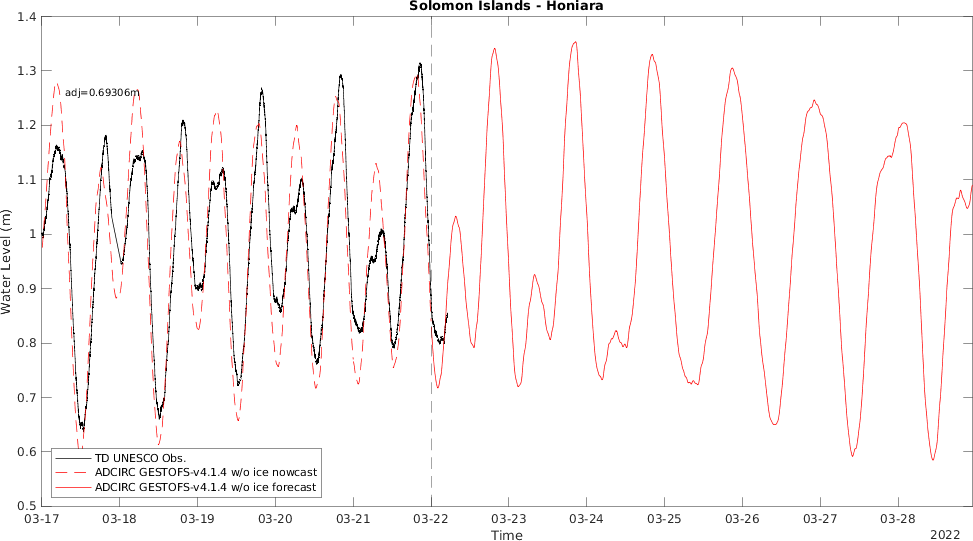 Solomon Islands - Honiara
1.4
1.3
1.2
1.1
1
0.9
0.8
0.7
0.6
0.5
Water Level (m)
adj=0.69306m
TD UNESCO Obs.
ADCIRC GESTOFS-v4.1.4 w/o ice nowcast
ADCIRC GESTOFS-v4.1.4 w/o ice forecast
03-17 03-18 03-19 03-20 03-21 03-22 03-23 03-24 03-25 03-26 03-27 03-28
Time
2022